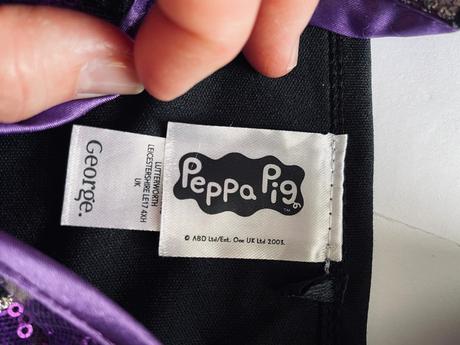 George.
LUTTERWORTH
LEICESTERSHIRE LE17 4XH
UK
Peppa Pig
TM
© ABD Ltd/Ent. One UK Ltd 2003.